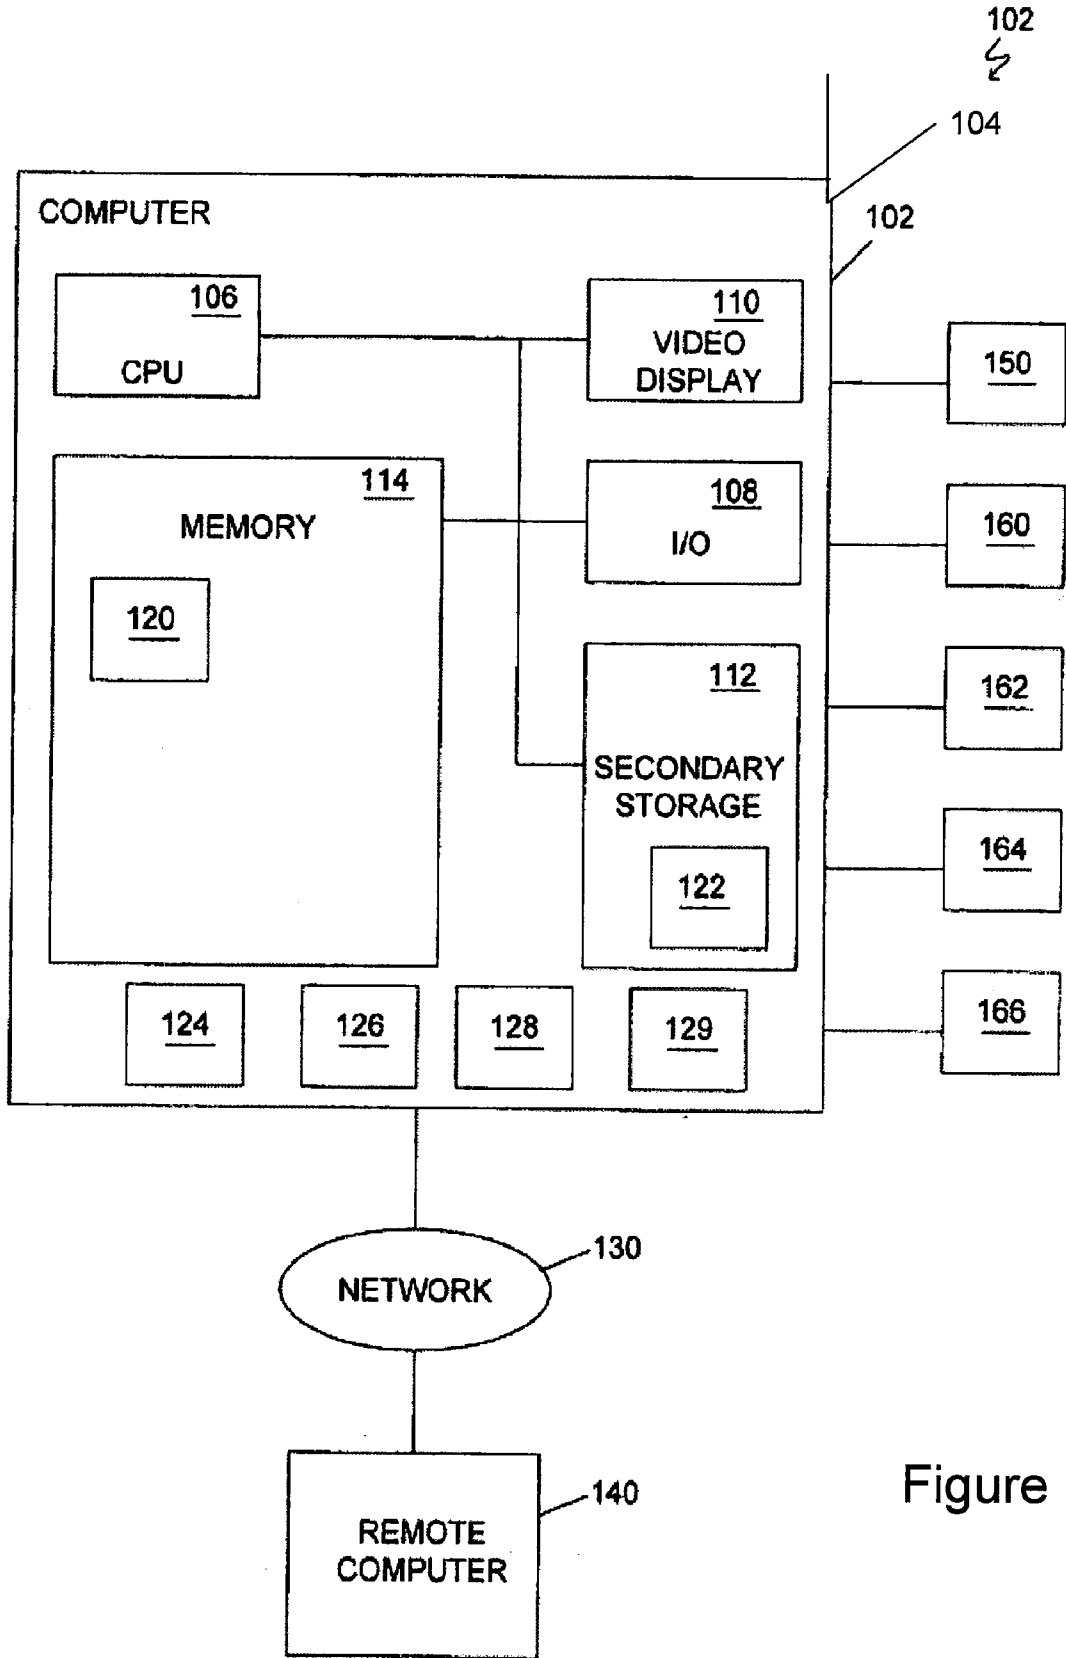 102
104
COMPUTER
102
106
CPU
110
VIDEO
DISPLAY
150
114
MEMORY
108
I/O
160
120
112
SECONDARY
STORAGE
162
122
164
124
126
128
129
166
130
NETWORK
140
REMOTE
COMPUTER
Figure